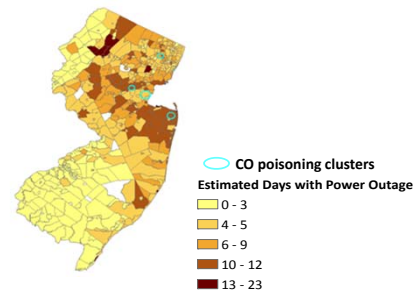 CO poisoning clusters
Estimated Days with Power Outage
0 - 3
4 - 5
6 - 9
10 - 12
13 - 23